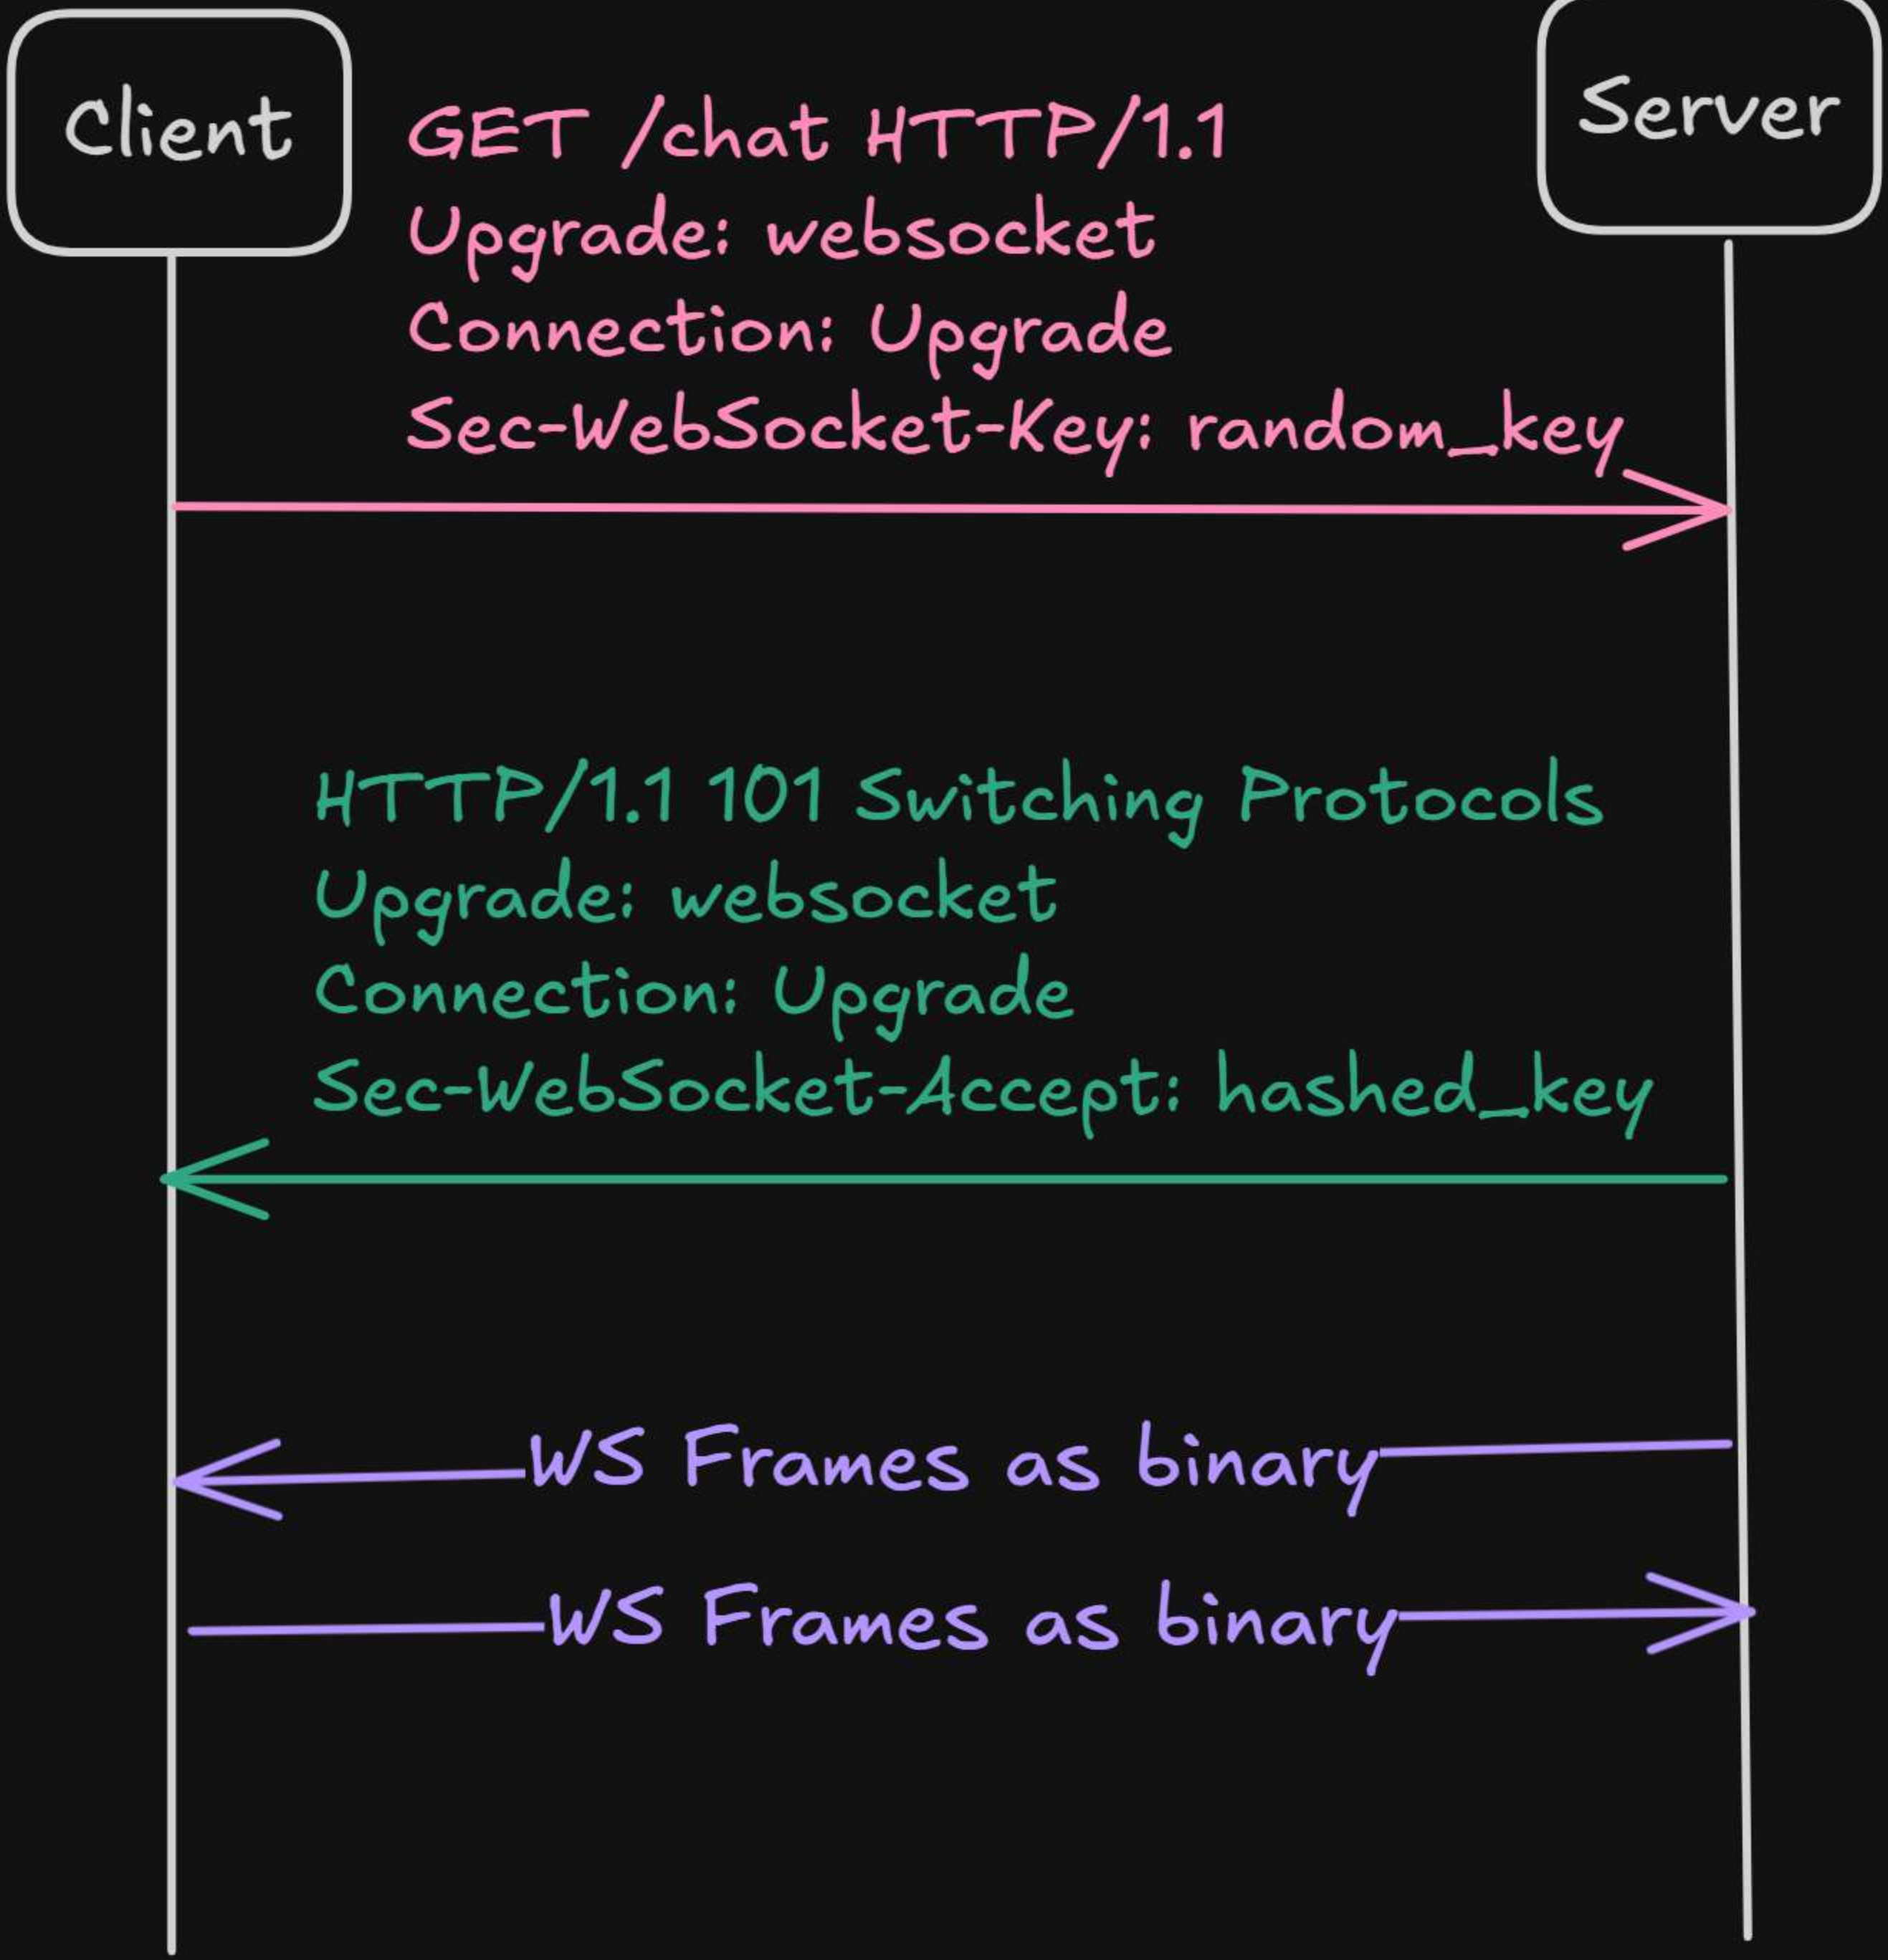 Client
Server
GET /chat HTTP/1.1
Upgrade: websocket
Connection: Upgrade
Sec-WebSocket-Key: random_key
HTTP/1.1 101 Switching Protocols
Upgrade: websocket
Connection: Upgrade
Sec-WebSocket-Accept: hashed_key
WS Frames as binary
WS Frames as binary